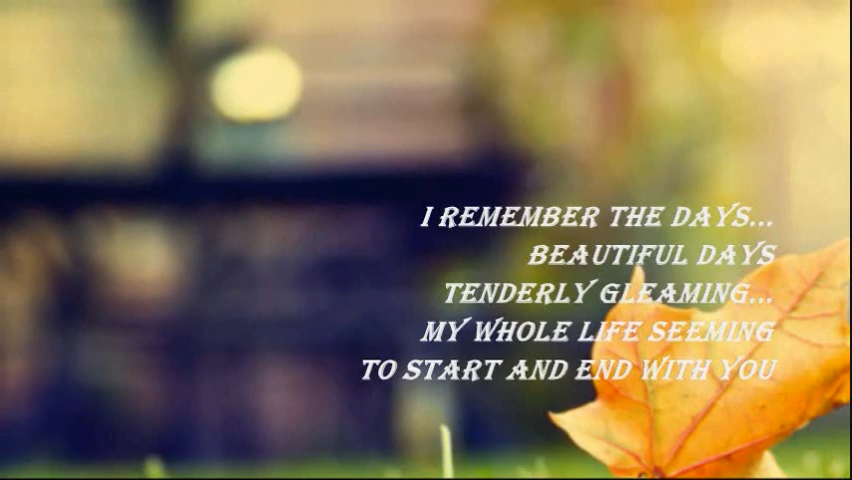 I REMEMBER THE DAYS...
BEAUTIFUL DAYS
TENDERLY GLEAMING...
MY WHOLE LIFE SEEMING
TO START AND END WITH YOU